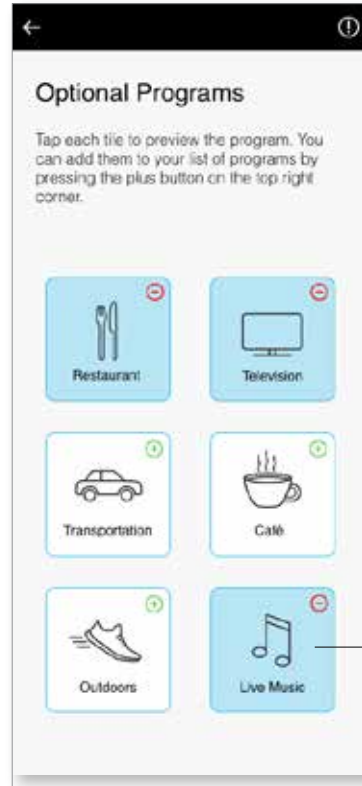 Optional Programs
Tap each tile to preview the program. You
can add them to your list of programs by
pressing the plus button on the top right
corner.
Restaurant
Television
Transportation
Café
Outdoors
Live Music